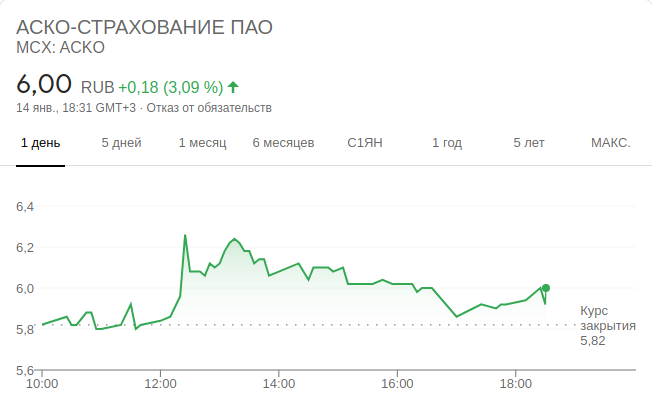 АСКО-СТРАХОВАНИЕ ПАО
MCX: ACKO
6,00 RUB +0,18 (3,09 %)
14 янв., 18:31 GMT+3 · Отказ от обязательств
1 день 5 дней 1 месяц 6 месяцев С1ЯН 1 год 5 лет МАКС.
6,4
6,2
6,0
5,8
5,6
Курс
закрытия
5,82
10:00 12:00 14:00 16:00 18:00